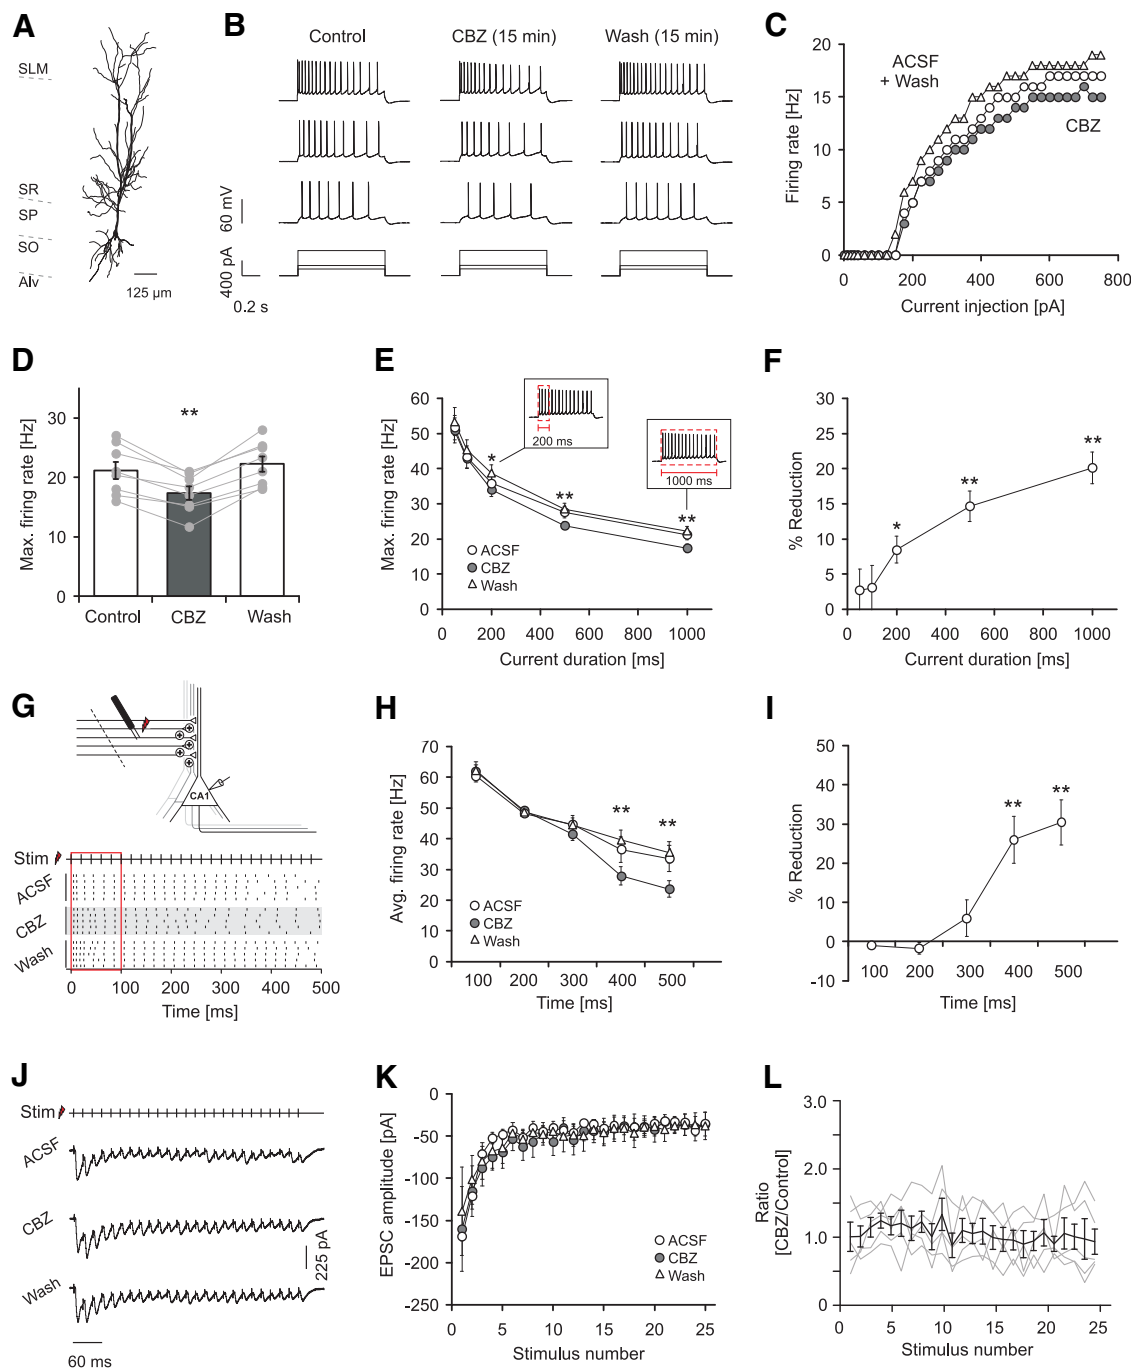 A
SLM
SR
SP
SO
Alv
125 µm
B
Control
CBZ (15 min)
Wash (15 min)
60 mV
400 pA
0.2 s
C
20
15
10
5
0
Firing rate [Hz]
ACSF
+ Wash
CBZ
0
200
400
600
800
Current injection [pA]
D
30
20
10
0
Max. firing rate [Hz]
**
Control
CBZ
Wash
E
60
50
40
30
20
10
0
Max. firing rate [Hz]
200 ms
1000 ms
*
**
**
ACSF
CBZ
Wash
0
200
400
600
800
1000
Current duration [ms]
F
30
25
20
15
10
5
0
% Reduction
*
**
**
0
200
400
600
800
1000
Current duration [ms]
G
CA1
Stim
ACSF
CBZ
Wash
0
100
200
300
400
500
Time [ms]
H
70
60
50
40
30
20
10
0
Avg. firing rate [Hz]
**
**
ACSF
CBZ
Wash
100
200
300
400
500
Time [ms]
I
50
40
30
20
10
0
-10
% Reduction
**
**
100
200
300
400
500
Time [ms]
J
Stim
ACSF
CBZ
Wash
225 pA
60 ms
K
0
-50
-100
-150
-200
-250
EPSC amplitude [pA]
ACSF
CBZ
Wash
0
5
10
15
20
25
Stimulus number
L
3.0
2.0
1.0
0
Ratio
[CBZ/Control]
0
5
10
15
20
25
Stimulus number